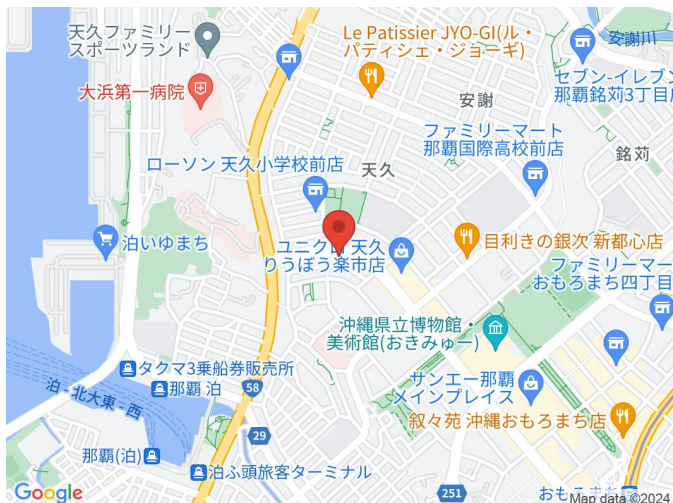 天久ファミリー
スポーツランド
Le Patissier JYO-GI(ル・
パティシェ・ジョーギ)
安謝川
セブン-イレブン
那覇銘苅3丁目店
大浜第一病院
安謝
ファミリーマート
那覇国際高校前店
銘苅
ローソン 天久小学校前店
天久
泊いゆまち
ユニクロ 天久
りうぼう楽市店
目利きの銀次 新都心店
ファミリーマー
おもろまち四丁目
沖縄県立博物館・
美術館(おきみゅー)
タクマ3乗船券販売所
那覇 泊
58
サンエー那覇
メインプレイス
泊 - 北大東 - 西
29
叙々苑 沖縄おもろまち店
那覇(泊)
泊ふ頭旅客ターミナル
251
おもろまち
Google
Map data ©2024